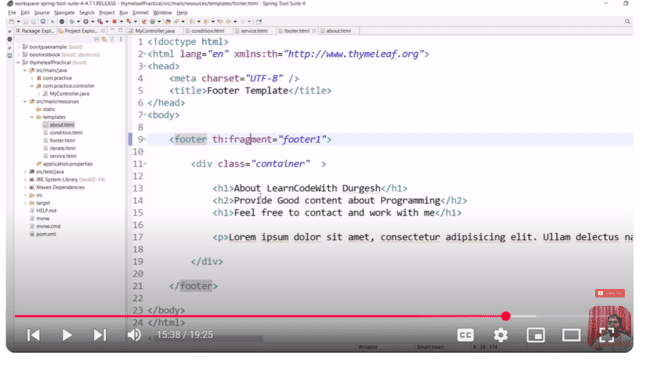 workspace-spring-tool-suite-4-4.7.1.RELEASE - thymeleafPractical/src/main/resources/templates/footer.html - Spring Tool Suite 4
File Edit Source Navigate Search Project Run Window Help
Package Expl... Project Explo...
MyController.java condition.html service.html footer.html about.html
bootjpaexample [boot]
bootrestbook [boot] [devtools]
thymeleafPractical [boot]
src/main/java
com.practice
com.practice.controller
MyController.java
src/main/resources
static
templates
about.html
condition.html
footer.html
iterate.html
service.html
application.properties
src/test/java
JRE System Library [JavaSE-14]
Maven Dependencies
src
target
HELP.md
mvnw
mvnw.cmd
pom.xml
1 <!doctype html>
2 <html lang="en" xmlns:th="http://www.thymeLeaf.org">
3 <head>
4 <meta charset="UTF-8" />
5 <title>Footer Template</title>
6 </head>
7 <body>
8
9 <footer th:fragment="footer1">
10
11 <div class="container" >
12
13 <h1>About LearnCodeWith Durgesh</h1>
14 <h2>Provide Good content about Programming</h2>
15 <h1>Feel free to contact and work with me</h1>
16
17 <p>Lorem ipsum dolor sit amet, consectetur adipisicing elit. Ullam delectus na
18
19 </div>
20
21 </footer>
22
23 </body>
24 </html>
15:38 / 19:25
CC
Writable Smart Insert